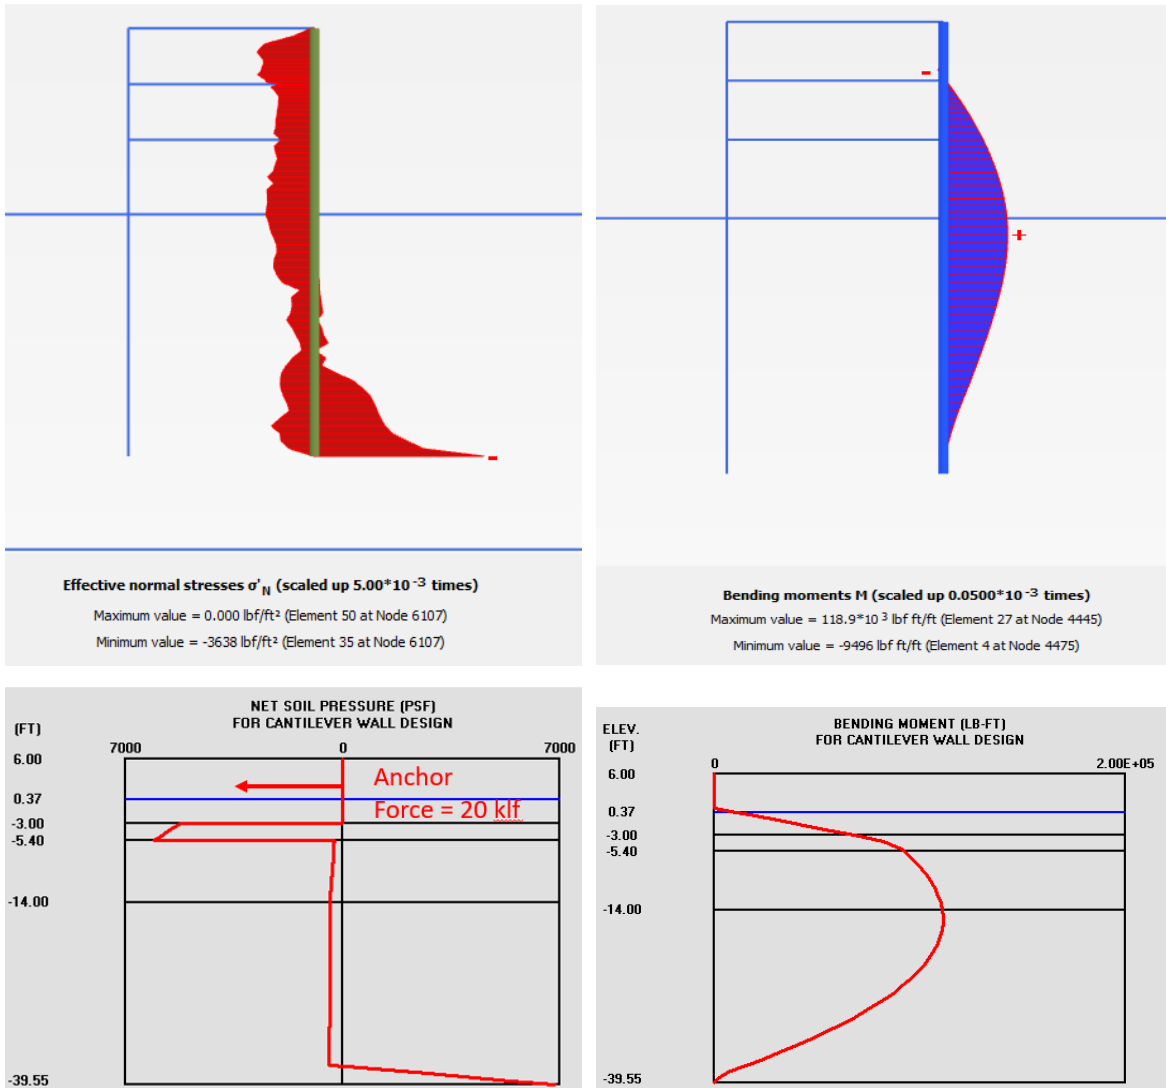 Effective normal stresses σ'N (scaled up 5.00*10⁻³ times)
Maximum value = 0.000 lbf/ft² (Element 50 at Node 6107)
Minimum value = -3638 lbf/ft² (Element 35 at Node 6107)
-
+
Bending moments M (scaled up 0.0500*10⁻³ times)
Maximum value = 118.9*10³ lbf ft/ft (Element 27 at Node 4445)
Minimum value = -9496 lbf ft/ft (Element 4 at Node 4475)
NET SOIL PRESSURE (PSF)
FOR CANTILEVER WALL DESIGN
(FT)
7000 0 7000
6.00
0.37
-3.00
-5.40
-14.00
-39.55
Anchor
Force = 20 klf
BENDING MOMENT (LB-FT)
FOR CANTILEVER WALL DESIGN
ELEV.
(FT)
0 2.00E+05
6.00
0.37
-3.00
-5.40
-14.00
-39.55